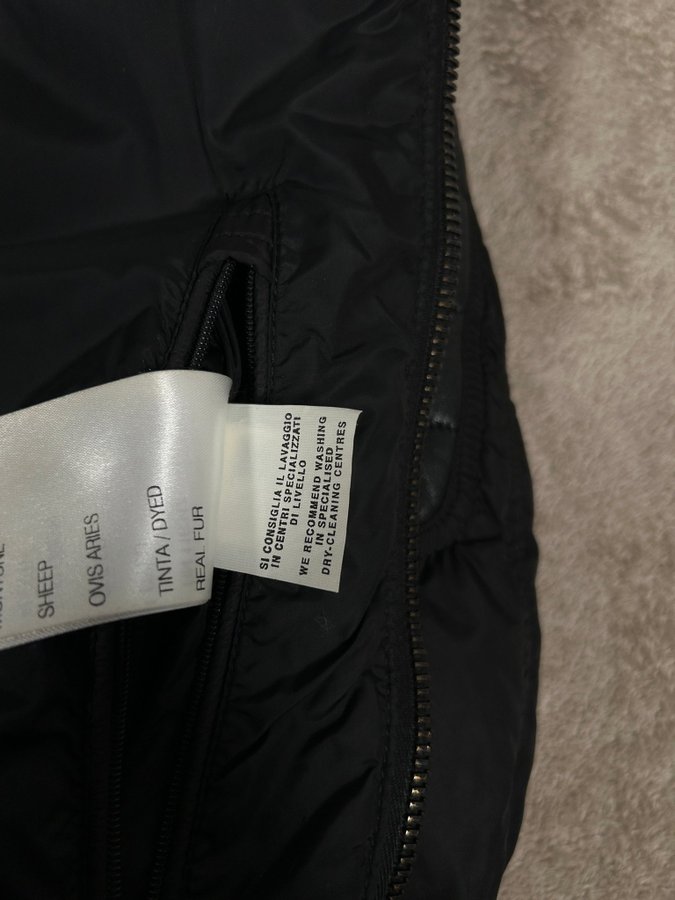 SHEEP
OVIS ARIES
TINTA / DYED
REAL FUR
SI CONSIGLIA IL LAVAGGIO
IN CENTRI SPECIALIZZATI
DI LIVELLO
WE RECOMMEND WASHING
IN SPECIALISED
DRY-CLEANING CENTRES